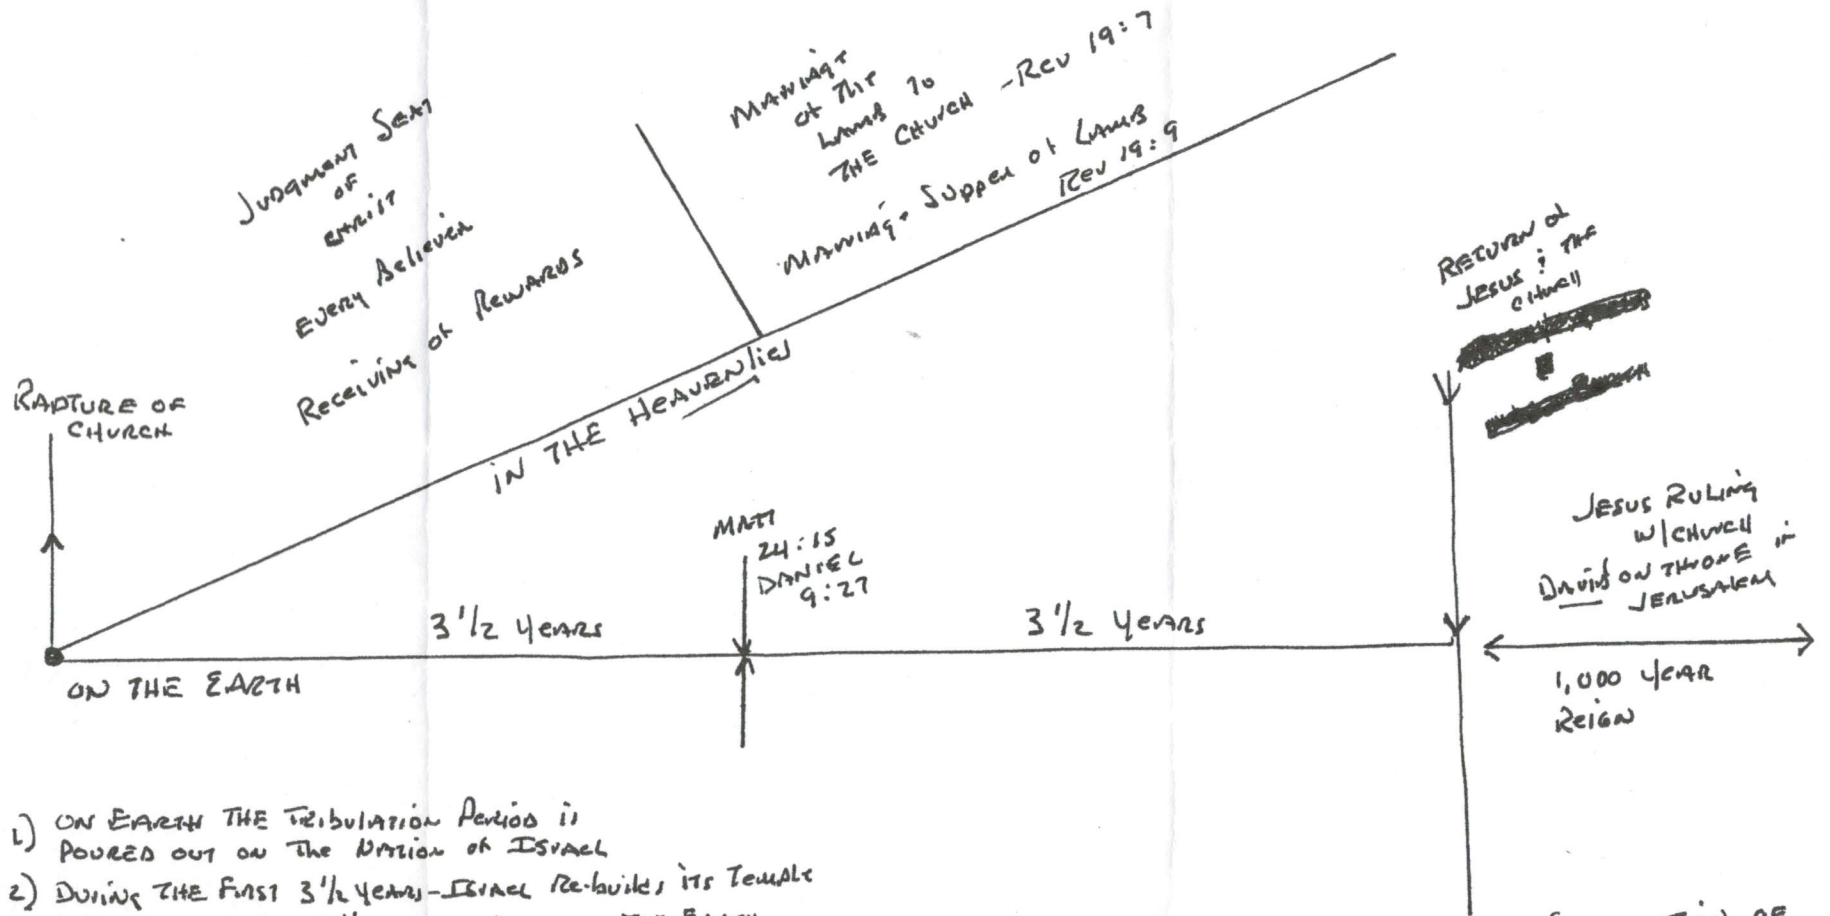 JUDGMENT SEAT
OF
CHRIST
EVERY Believer
Receiving of REWARDS
MARRIAGE
of THE
LAMB TO
THE CHURCH - Rev 19:7
MARRIAGE Supper of LAMB
Rev 19:9
RAPTURE OF
CHURCH
IN THE HEAVENlies
RETURN of
JESUS & THE
CHURCH
MATT
24:15
DANIEL
9:27
JESUS RULING
W/CHURCH
DAVID ON THRONE in
JERUSALEM
3 1/2 YEARS
3 1/2 YEARS
ON THE EARTH
1,000 YEAR
REIGN
1.) ON EARTH THE TRIBULATION Period is
POURED OUT ON The NATION of ISRAEL
2.) DURING THE FIRST 3 1/2 YEARS - ISRAEL Re-builds its Temple
THE EARTH
OF